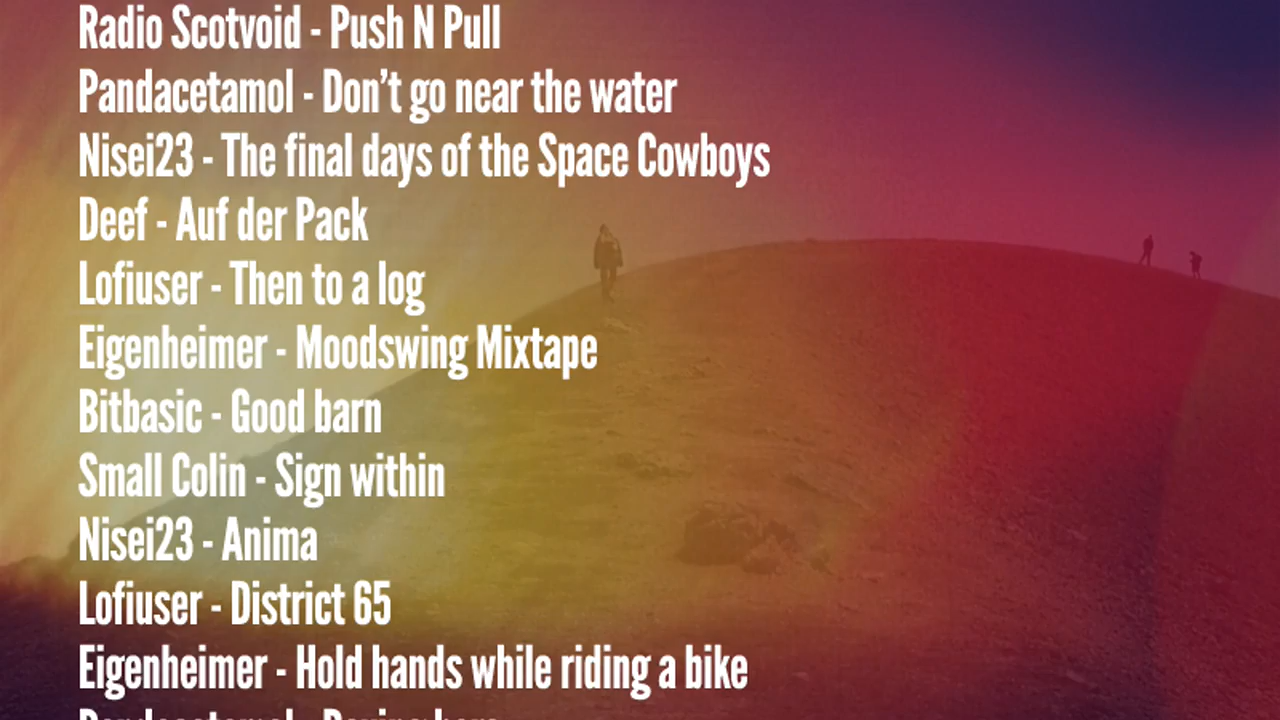 Radio Scotvoid - Push N Pull
Pandacetamol - Don't go near the water
Nisei23 - The final days of the Space Cowboys
Deef - Auf der Pack
Lofiuser - Then to a log
Eigenheimer - Moodswing Mixtape
Bitbasic - Good barn
Small Colin - Sign within
Nisei23 - Anima
Lofiuser - District 65
Eigenheimer - Hold hands while riding a bike
Pandacetamol -